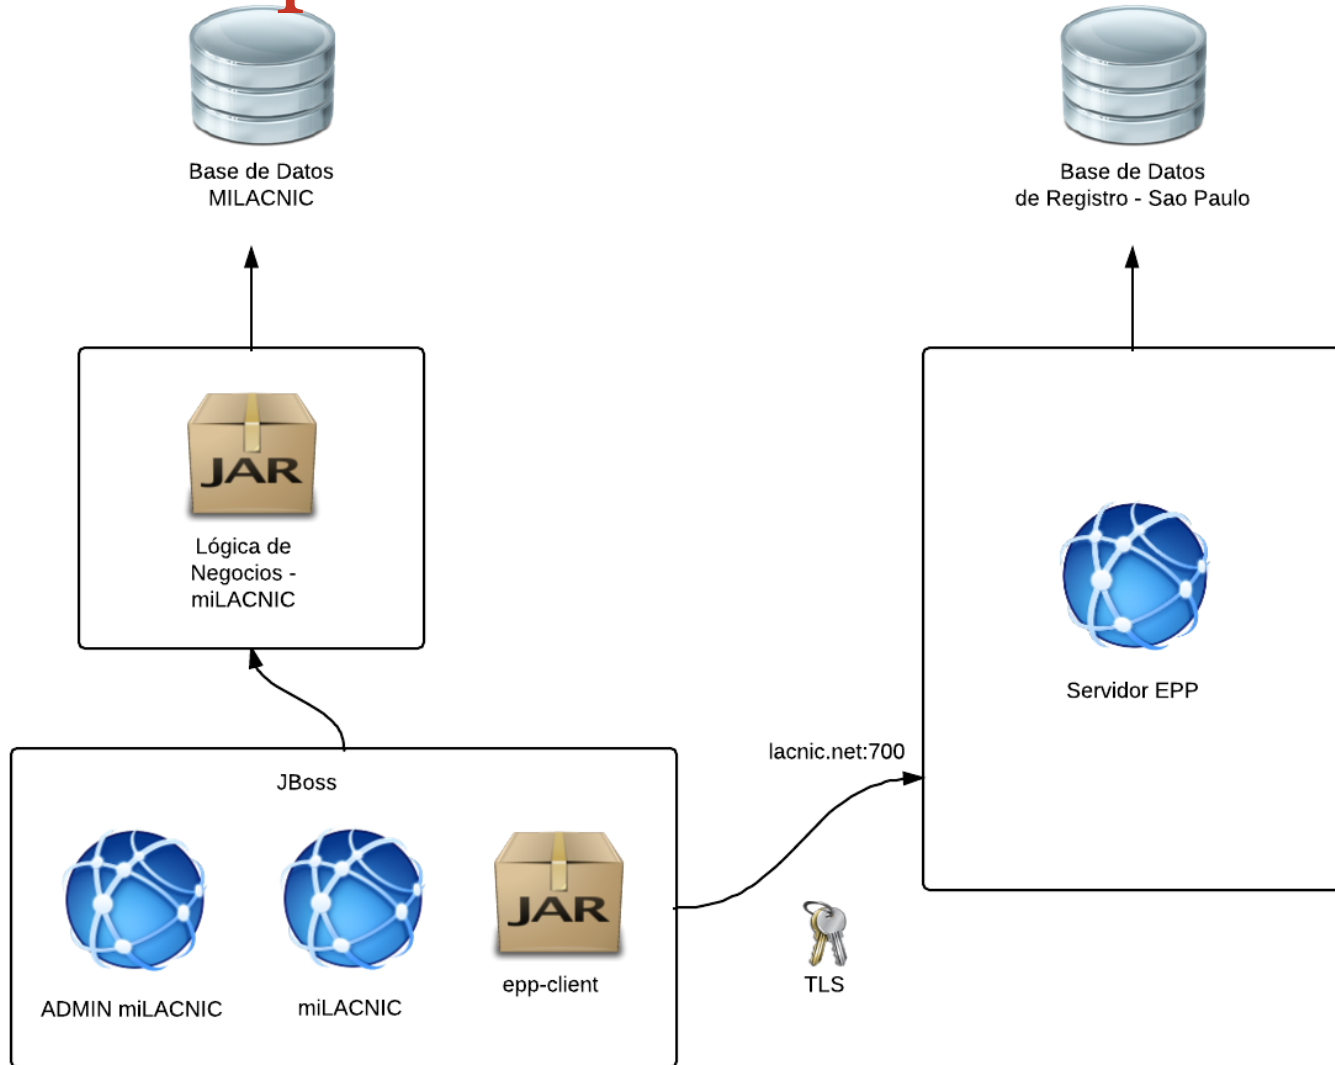 Base de Datos
MILACNIC
Base de Datos
de Registro - Sao Paulo
JAR
Lógica de
Negocios -
miLACNIC
Servidor EPP
lacnic.net:700
JBoss
JAR
epp-client
ADMIN miLACNIC
miLACNIC
TLS